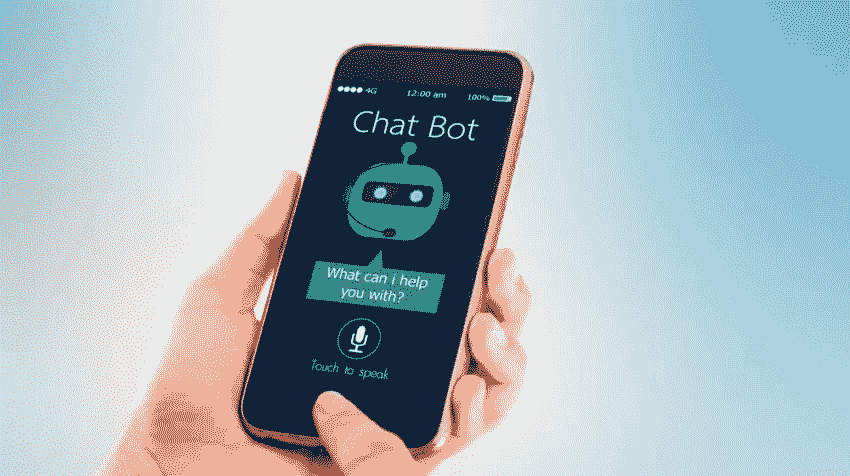 4G 12:00 am 100%
Chat Bot
What can i help
you with?
Touch to speak